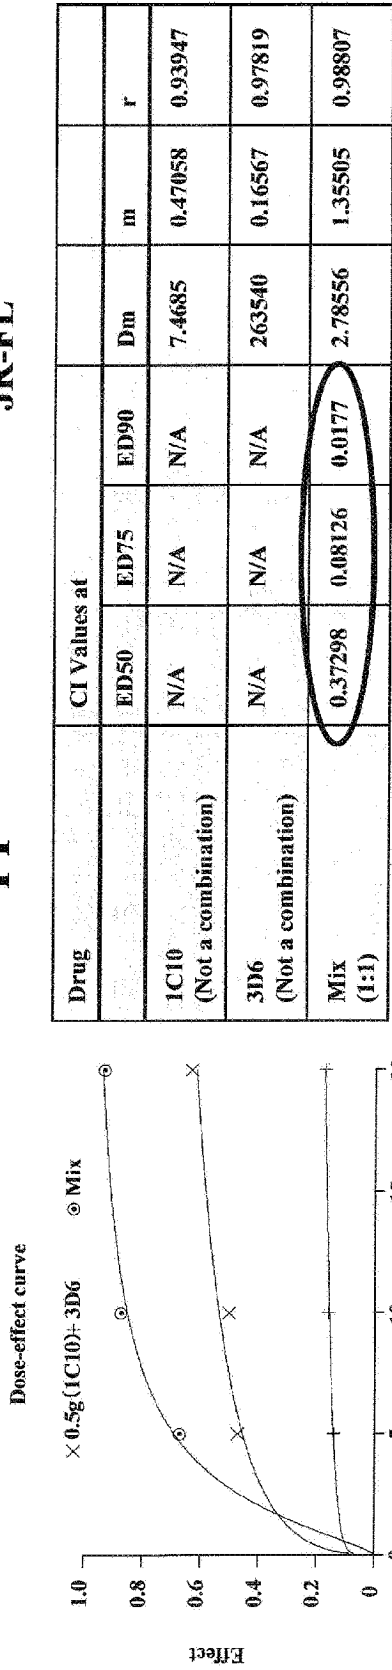 Dose-effect curve
× 0.5g (1C10)+ 3D6 ⊙ Mix
Effect
1.0
0.8
0.6
0.4
0.2
0
JR-FL
Drug CI Values at
ED50 ED75 ED90 Dm m r
1C10 N/A N/A N/A 7.4685 0.47058 0.93947
(Not a combination)
3D6 N/A N/A N/A 263540 0.16567 0.97819
(Not a combination)
Mix 0.37298 0.08126 0.0177 2.78556 1.35505 0.98807
(1:1)